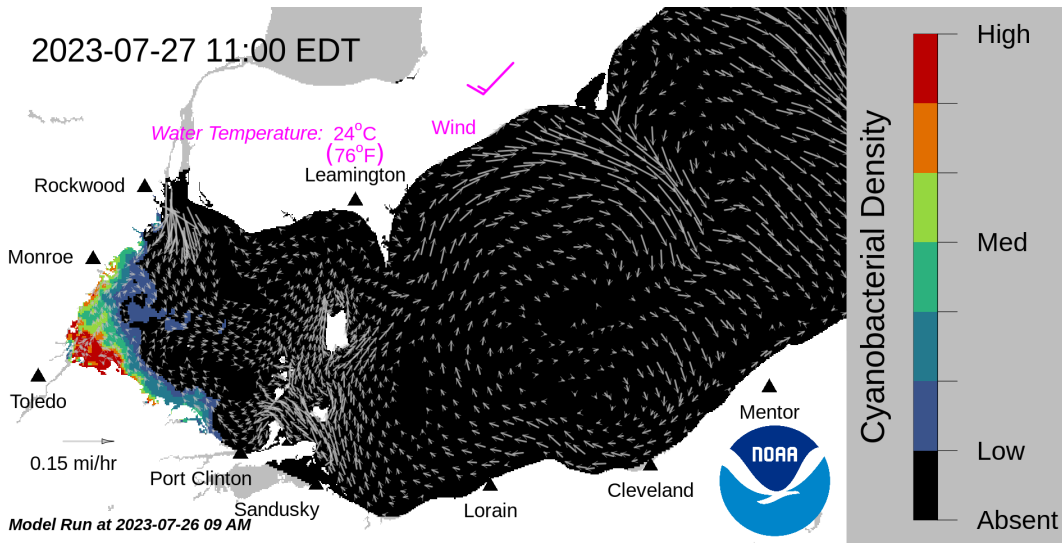 2023-07-27 11:00 EDT
High
Water Temperature: 24°C
(76°F)
Wind
Leamington
Rockwood
Monroe
Med
Cyanobacterial Density
Toledo
Mentor
0.15 mi/hr
NOAA
Low
Port Clinton
Cleveland
Sandusky
Lorain
Model Run at 2023-07-26 09 AM
Absent